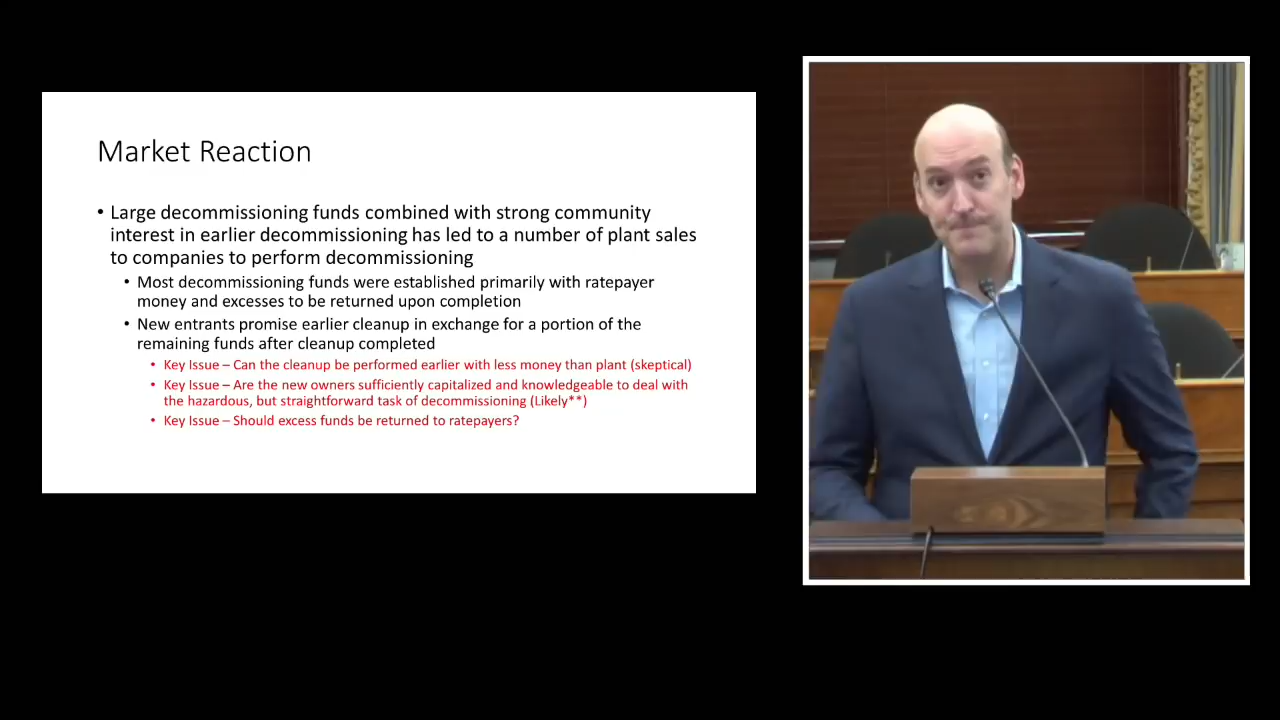 Market Reaction
• Large decommissioning funds combined with strong community
interest in earlier decommissioning has led to a number of plant sales
to companies to perform decommissioning
• Most decommissioning funds were established primarily with ratepayer
money and excesses to be returned upon completion
• New entrants promise earlier cleanup in exchange for a portion of the
remaining funds after cleanup completed
• Key Issue – Can the cleanup be performed earlier with less money than plant (skeptical)
• Key Issue – Are the new owners sufficiently capitalized and knowledgeable to deal with
the hazardous, but straightforward task of decommissioning (Likely**)
• Key Issue – Should excess funds be returned to ratepayers?